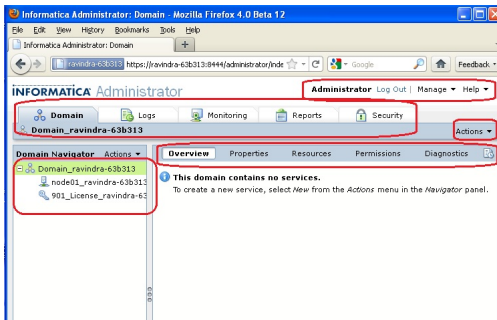 Informatica Administrator: Domain - Mozilla Firefox 4.0 Beta 12
File Edit View History Bookmarks Tools Help
Informatica Administrator: Domain
ravindra-63b313 https://ravindra-63b313:8444/administrator/inde Google Feedback
INFORMATICA Administrator Administrator Log Out | Manage Help
Domain Logs Monitoring Reports Security
Domain_ravindra-63b313 Actions
Domain Navigator Actions Overview Properties Resources Permissions Diagnostics
Domain_ravindra-63b313
node01_ravindra-63b313
901_License_ravindra-63
This domain contains no services.
To create a new service, select New from the Actions menu in the Navigator panel.